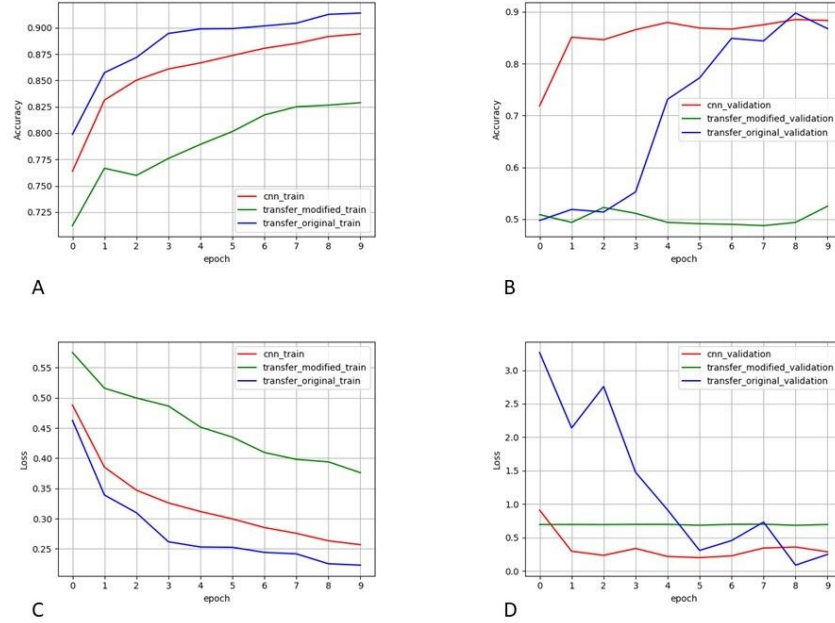 Accuracy
0.900
0.875
0.850
0.825
0.800
0.775
0.750
0.725
cnn_train
transfer_modified_train
transfer_original_train
0 1 2 3 4 5 6 7 8 9
epoch
A
Accuracy
0.9
0.8
0.7
0.6
0.5
cnn_validation
transfer_modified_validation
transfer_original_validation
0 1 2 3 4 5 6 7 8 9
epoch
B
Loss
0.55
0.50
0.45
0.40
0.35
0.30
0.25
cnn_train
transfer_modified_train
transfer_original_train
0 1 2 3 4 5 6 7 8 9
epoch
C
Loss
3.0
2.5
2.0
1.5
1.0
0.5
0.0
cnn_validation
transfer_modified_validation
transfer_original_validation
0 1 2 3 4 5 6 7 8 9
epoch
D